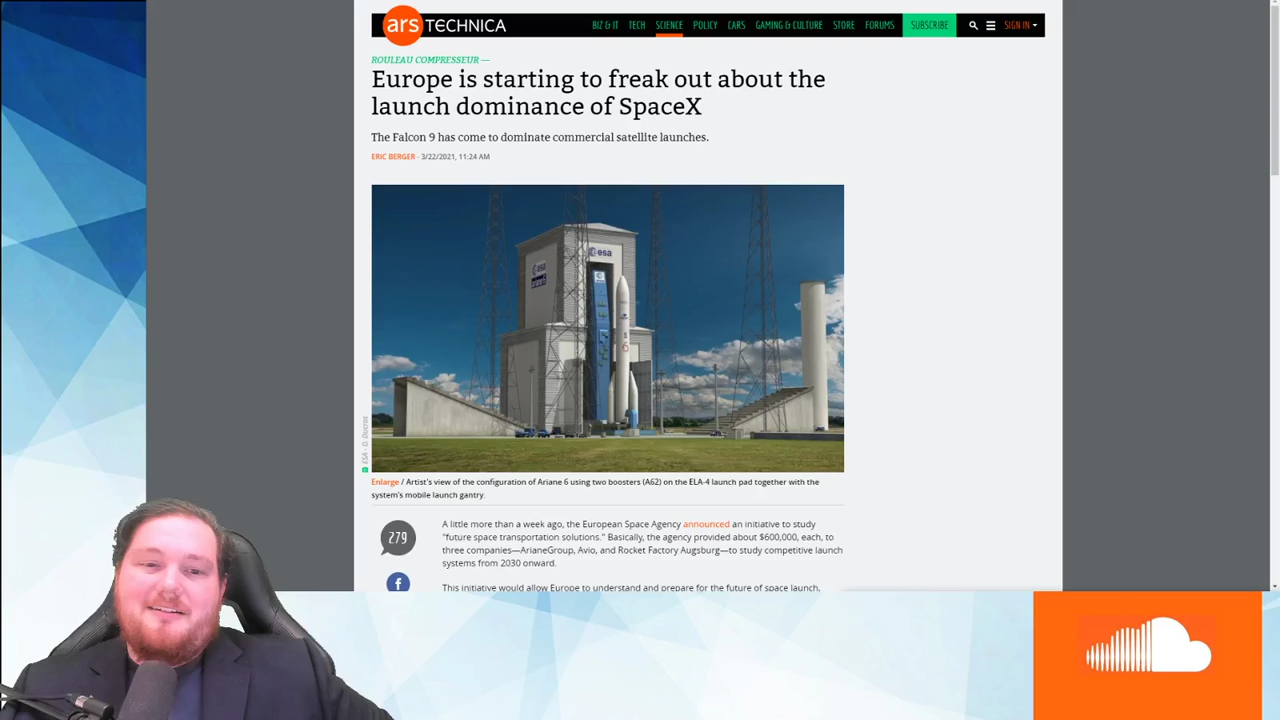 ars TECHNICA
BIZ & IT TECH SCIENCE POLICY CARS GAMING & CULTURE STORE FORUMS SUBSCRIBE SIGN IN
ROULEAU COMPRESSEUR —
Europe is starting to freak out about the
launch dominance of SpaceX
The Falcon 9 has come to dominate commercial satellite launches.
ERIC BERGER - 3/22/2021, 11:24 AM
esa
esa
ESA - D. Ducros
Enlarge / Artist's view of the configuration of Ariane 6 using two boosters (A62) on the ELA-4 launch pad together with the
system's mobile launch gantry.
279
A little more than a week ago, the European Space Agency announced an initiative to study
"future space transportation solutions." Basically, the agency provided about $600,000, each, to
three companies—ArianeGroup, Avio, and Rocket Factory Augsburg—to study competitive launch
systems from 2030 onward.
This initiative would allow Europe to understand and prepare for the future of space launch,